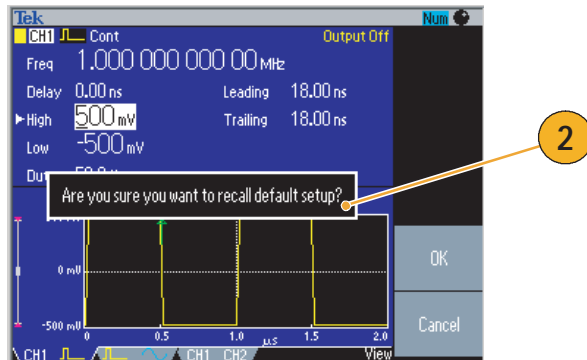 Tek Num
CH1 Cont Output Off
Freq 1.000 000 000 00 MHz
Delay 0.00 ns Leading 18.00 ns
High 500 mV Trailing 18.00 ns
Low -500 mV
Are you sure you want to recall default setup?
2
0 mU
-500 mU
0 0.5 1.0 µs 1.5 2.0
OK
Cancel
CH1 CH1 CH2 View